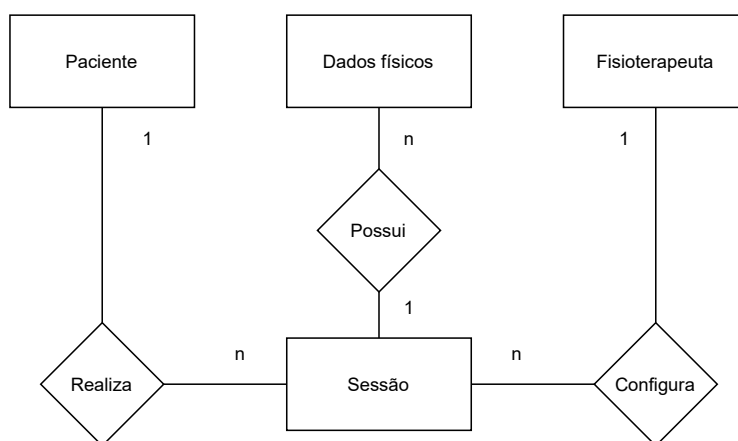 Paciente
Dados físicos
Fisioterapeuta
1
n
1
Possui
1
Realiza
n
Sessão
n
Configura